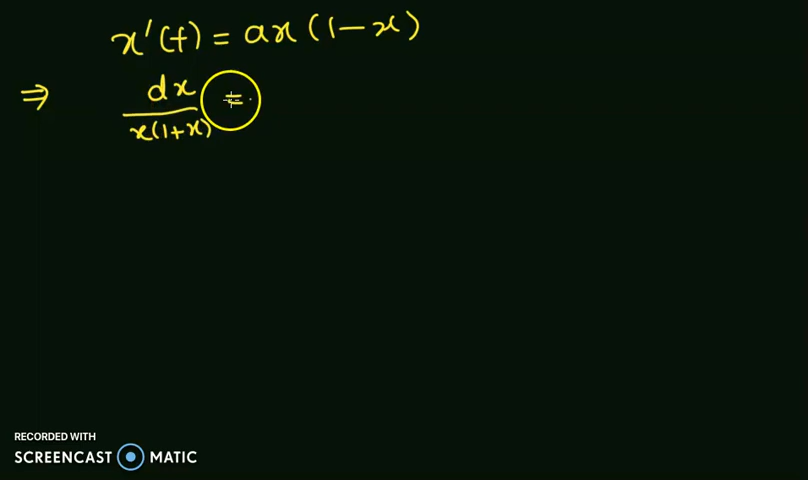 x'(t) = ax(1-x)
⇒ dx/x(1+x) =
RECORDED WITH
SCREENCAST MATIC